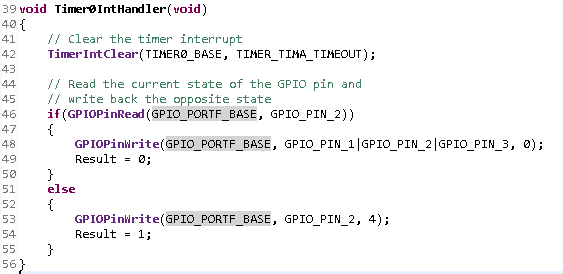 39 void Timer0IntHandler(void)
40 {
41     // Clear the timer interrupt
42     TimerIntClear(TIMER0_BASE, TIMER_TIMA_TIMEOUT);
43
44     // Read the current state of the GPIO pin and
45     // write back the opposite state
46     if(GPIOPinRead(GPIO_PORTF_BASE, GPIO_PIN_2))
47     {
48         GPIOPinWrite(GPIO_PORTF_BASE, GPIO_PIN_1|GPIO_PIN_2|GPIO_PIN_3, 0);
49         Result = 0;
50     }
51     else
52     {
53         GPIOPinWrite(GPIO_PORTF_BASE, GPIO_PIN_2, 4);
54         Result = 1;
55     }
56 }